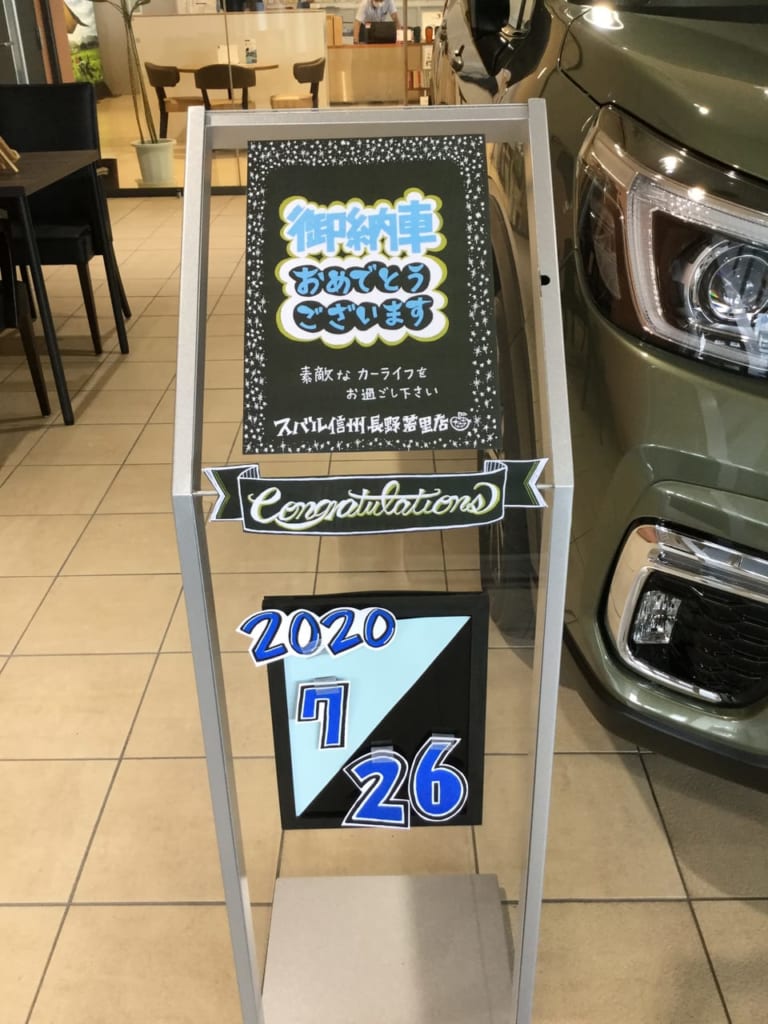 御納車
おめでとう
ございます
素敵な カーライフを
お過ごし下さい
スバル信州長野若里店
Congratulations
2020
7
26